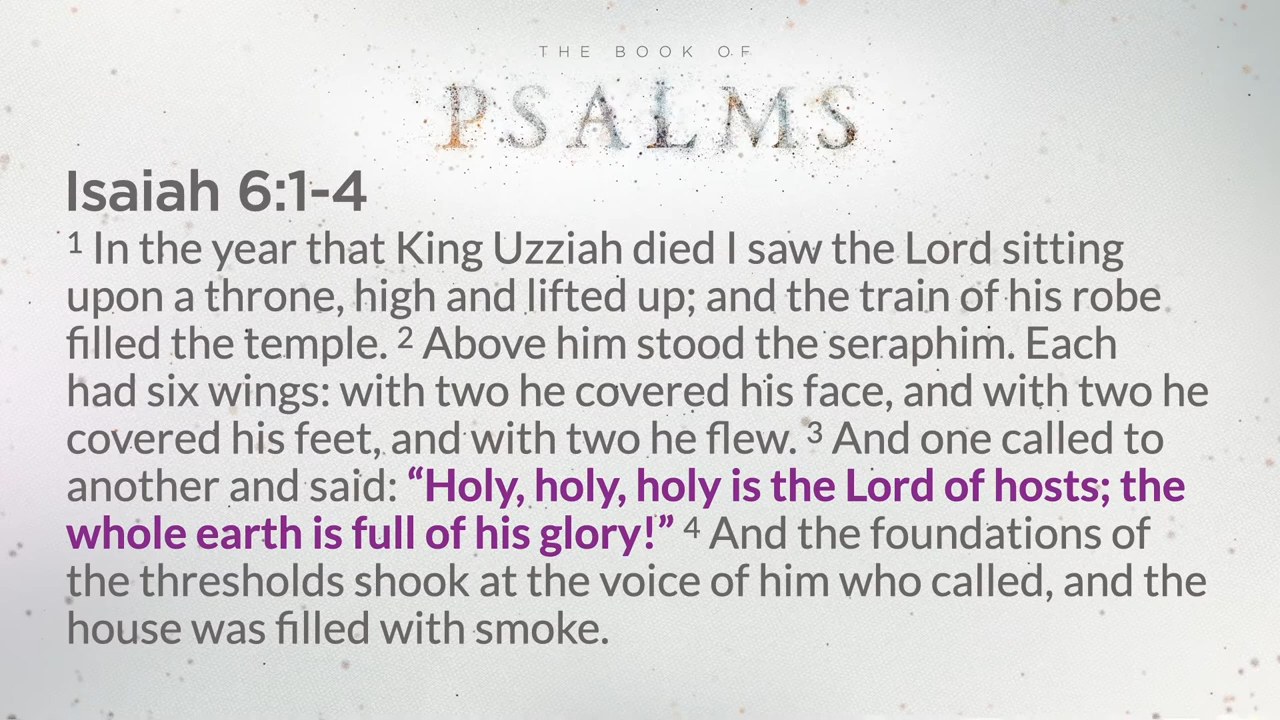 THE BOOK OF
PSALMS
Isaiah 6:1-4
1 In the year that King Uzziah died I saw the Lord sitting
upon a throne, high and lifted up; and the train of his robe
filled the temple. 2 Above him stood the seraphim. Each
had six wings: with two he covered his face, and with two he
covered his feet, and with two he flew. 3 And one called to
another and said: “Holy, holy, holy is the Lord of hosts; the
whole earth is full of his glory!” 4 And the foundations of
the thresholds shook at the voice of him who called, and the
house was filled with smoke.